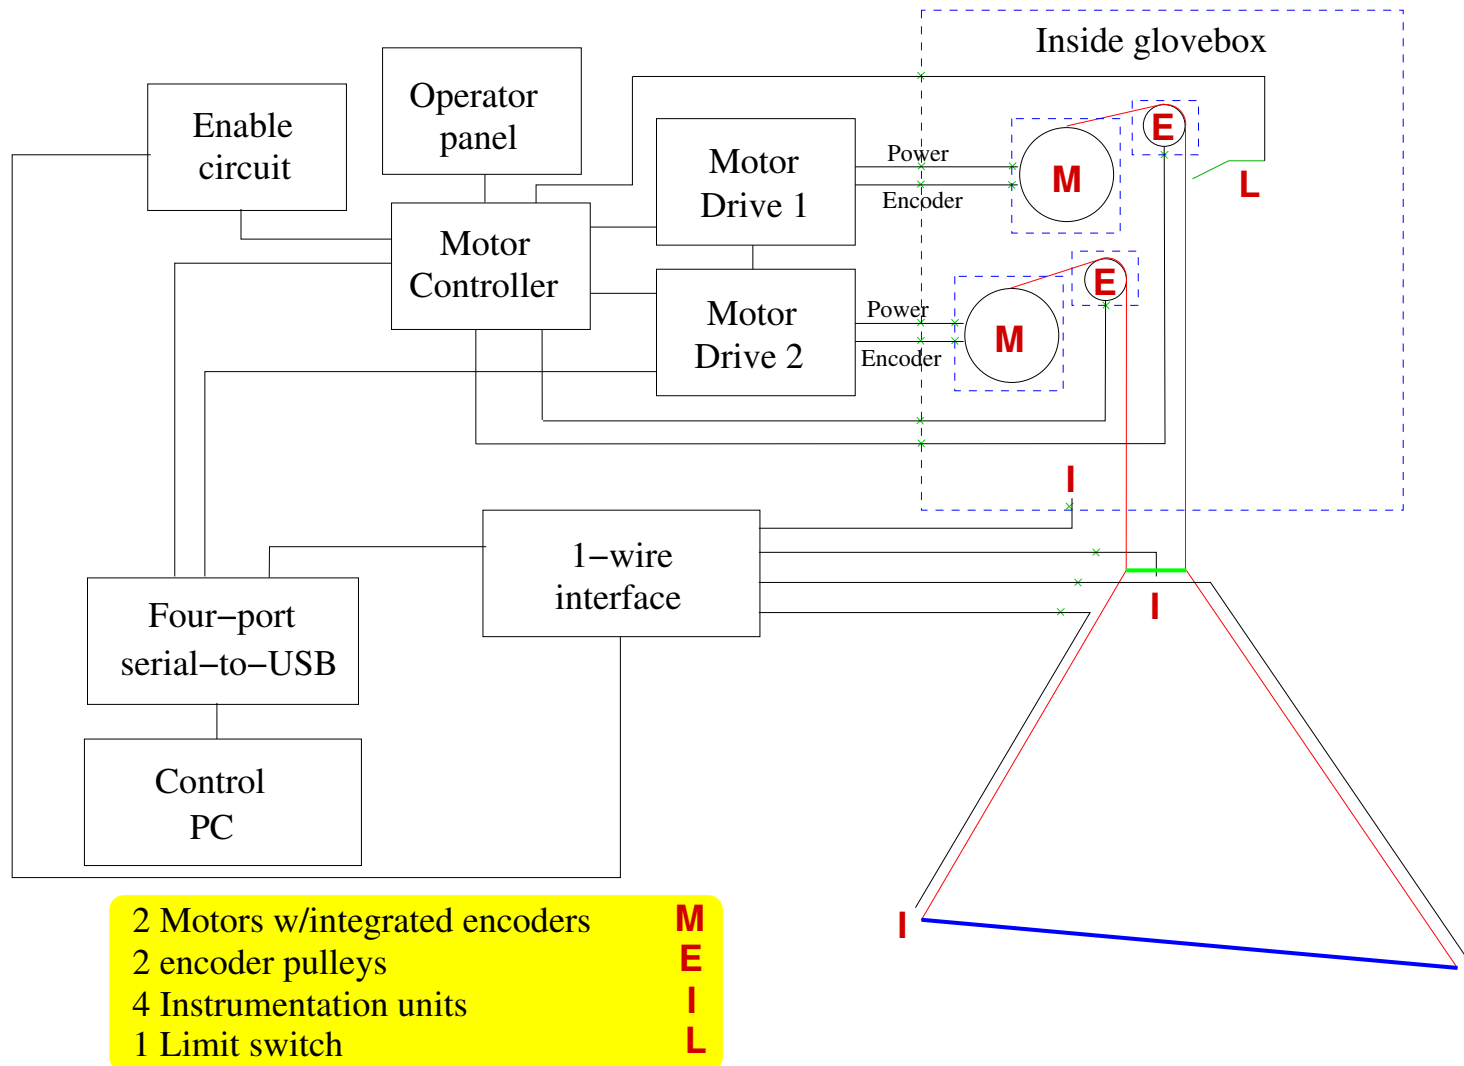 Inside glovebox
Enable
circuit
Operator
panel
Motor
Drive 1
Power
Encoder
M
E
L
Motor
Controller
Motor
Drive 2
Power
Encoder
M
E
I
1−wire
interface
I
Four−port
serial−to−USB
Control
PC
I
2 Motors w/integrated encoders M
2 encoder pulleys E
4 Instrumentation units I
1 Limit switch L